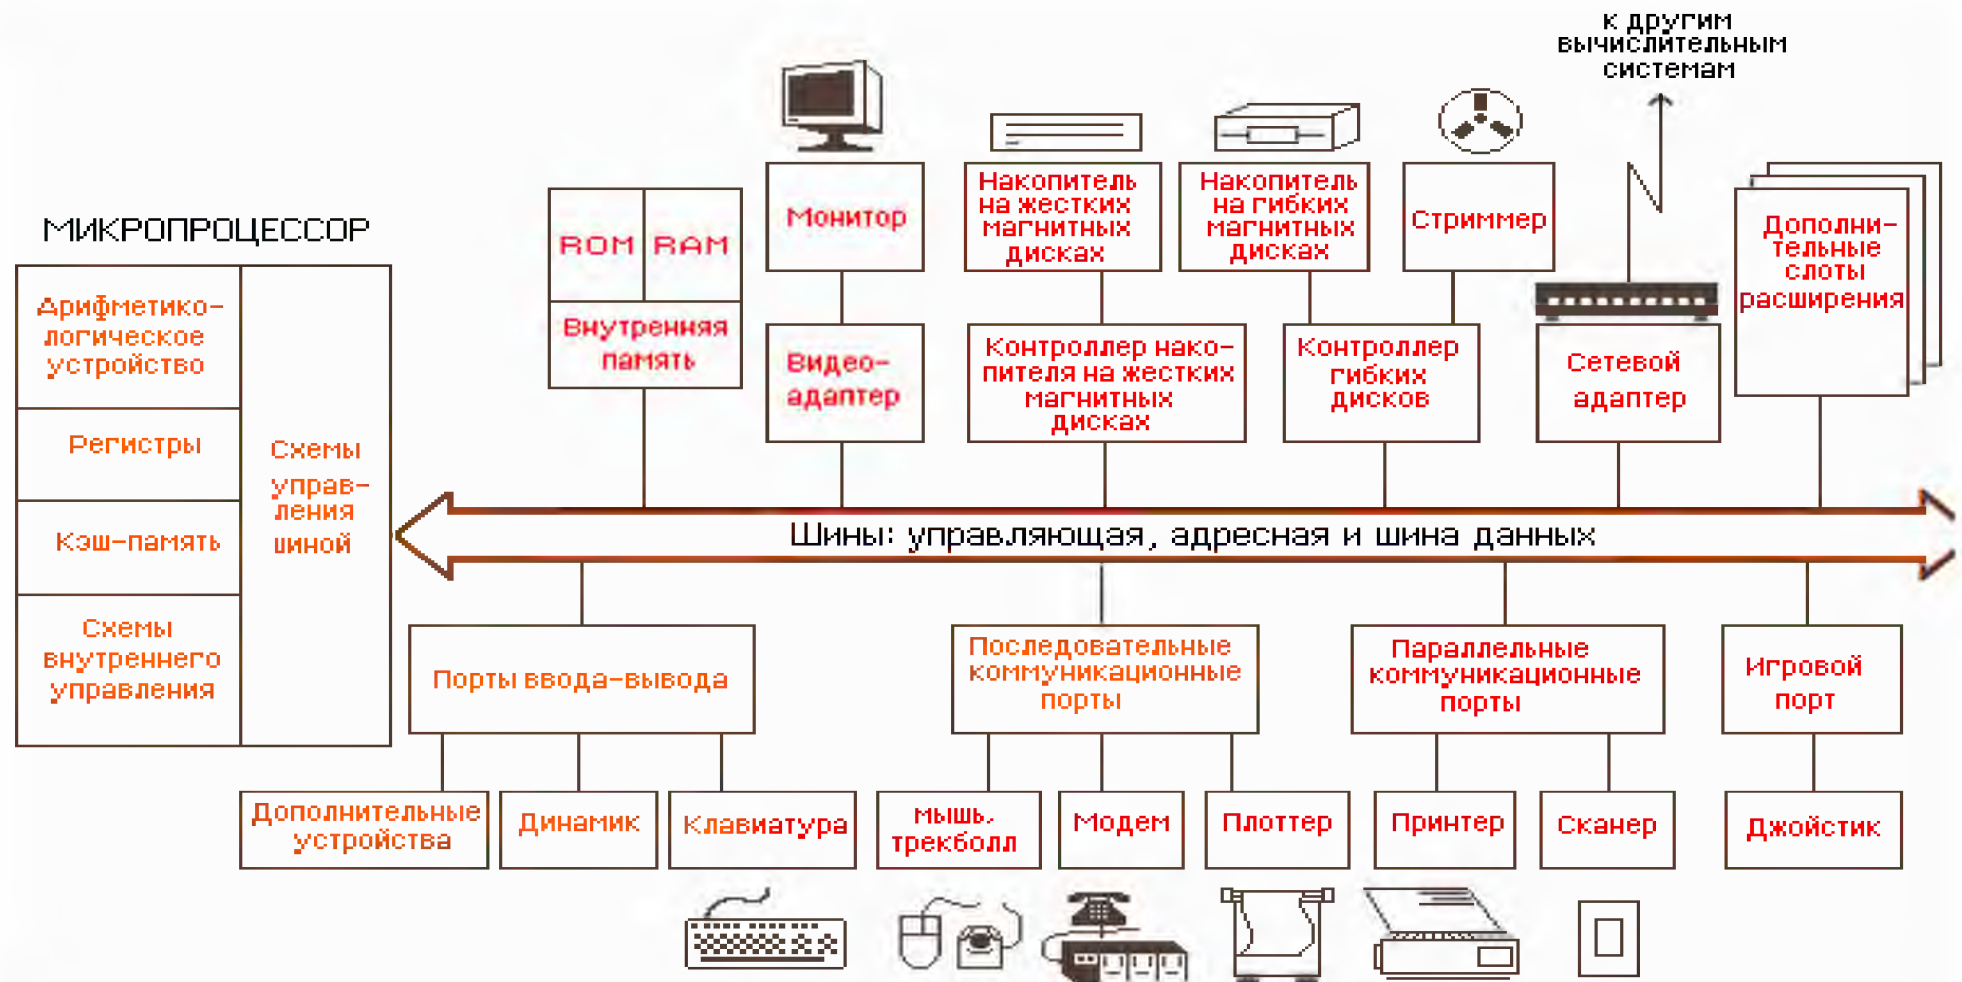 к другим
вычислительным
системам
МИКРОПРОЦЕССОР
Арифметико-
логическое
устройство
Регистры
Кэш-память
Схемы
внутреннего
управления
Схемы
управ-
ления
шиной
ROM
RAM
Внутренняя
память
Монитор
Видео-
адаптер
Накопитель
на жестких
магнитных
дисках
Контроллер нако-
пителя на жестких
магнитных
дисках
Накопитель
на гибких
магнитных
дисках
Стриммер
Контроллер
гибких
дисков
Сетевой
адаптер
Дополни-
тельные
слоты
расширения
Шины: управляющая, адресная и шина данных
Порты ввода-вывода
Последовательные
коммуникационные
порты
Параллельные
коммуникационные
порты
Игровой
порт
Дополнительные
устройства
Динамик
Клавиатура
мышь,
трекболл
Модем
Плоттер
Принтер
Сканер
Джойстик